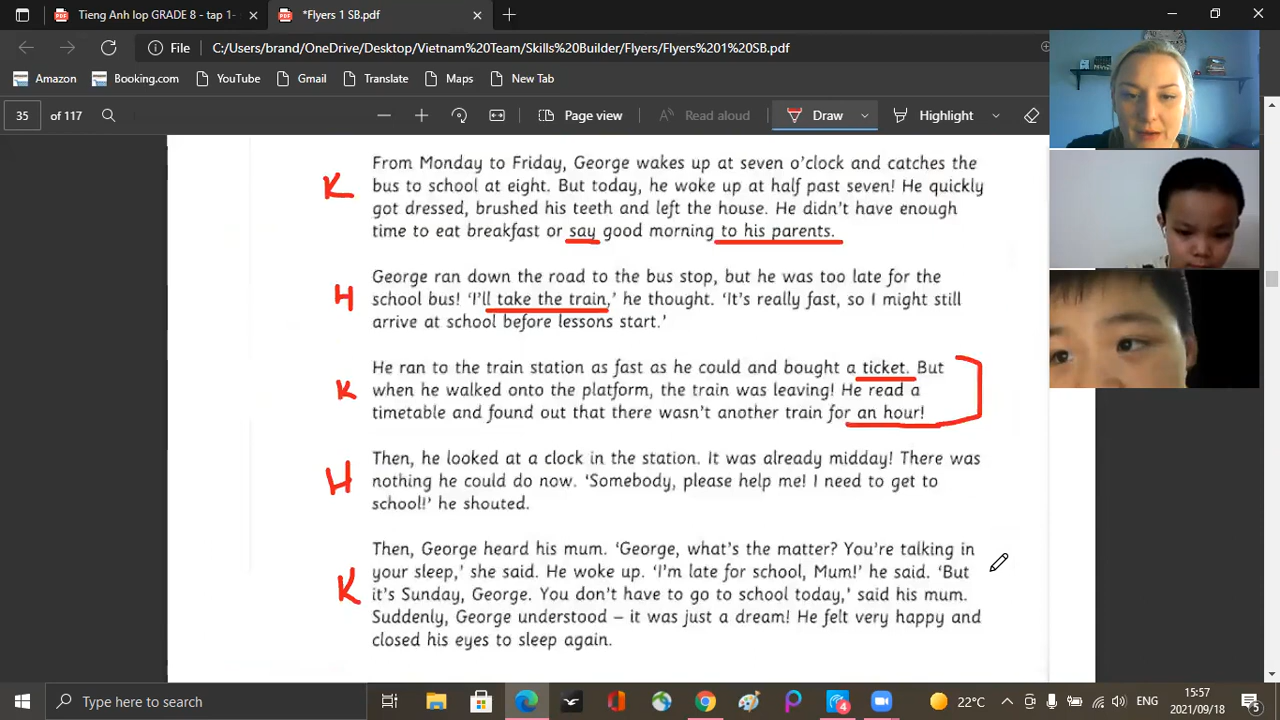 Tieng Anh lop GRADE 8 - tap 1-
*Flyers 1 SB.pdf
File
C:/Users/brand/OneDrive/Desktop/Vietnam%20Team/Skills%20Builder/Flyers/Flyers%201%20SB.pdf
Amazon
Booking.com
YouTube
Gmail
Translate
Maps
New Tab
35
of 117
Page view
Read aloud
Draw
Highlight
K
From Monday to Friday, George wakes up at seven o'clock and catches the
bus to school at eight. But today, he woke up at half past seven! He quickly
got dressed, brushed his teeth and left the house. He didn't have enough
time to eat breakfast or say good morning to his parents.
H
George ran down the road to the bus stop, but he was too late for the
school bus! 'I'll take the train,' he thought. 'It's really fast, so I might still
arrive at school before lessons start.'
K
He ran to the train station as fast as he could and bought a ticket. But
when he walked onto the platform, the train was leaving! He read a
timetable and found out that there wasn't another train for an hour!
H
Then, he looked at a clock in the station. It was already midday! There was
nothing he could do now. 'Somebody, please help me! I need to get to
school!' he shouted.
K
Then, George heard his mum. 'George, what's the matter? You're talking in
your sleep,' she said. He woke up. 'I'm late for school, Mum!' he said. 'But
it's Sunday, George. You don't have to go to school today,' said his mum.
Suddenly, George understood – it was just a dream! He felt very happy and
closed his eyes to sleep again.
Type here to search
4
22°C
ENG
15:57
2021/09/18
5